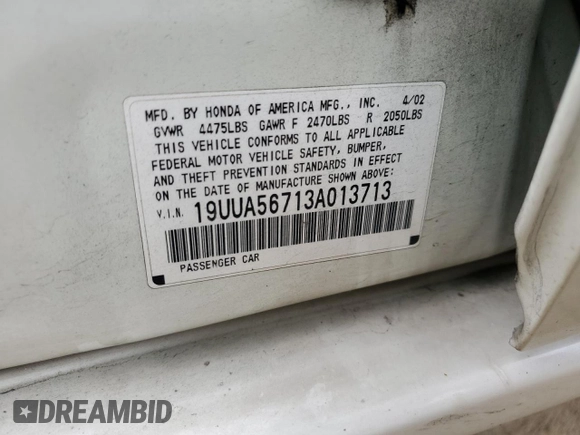 MFD. BY HONDA OF AMERICA MFG., INC. 4/02
GVWR 4475LBS GAWR F 2470LBS R 2050LBS
THIS VEHICLE CONFORMS TO ALL APPLICABLE
FEDERAL MOTOR VEHICLE SAFETY, BUMPER,
AND THEFT PREVENTION STANDARDS IN EFFECT
ON THE DATE OF MANUFACTURE SHOWN ABOVE:
V.I.N. 19UUA56713A013713
PASSENGER CAR
DREAMBID